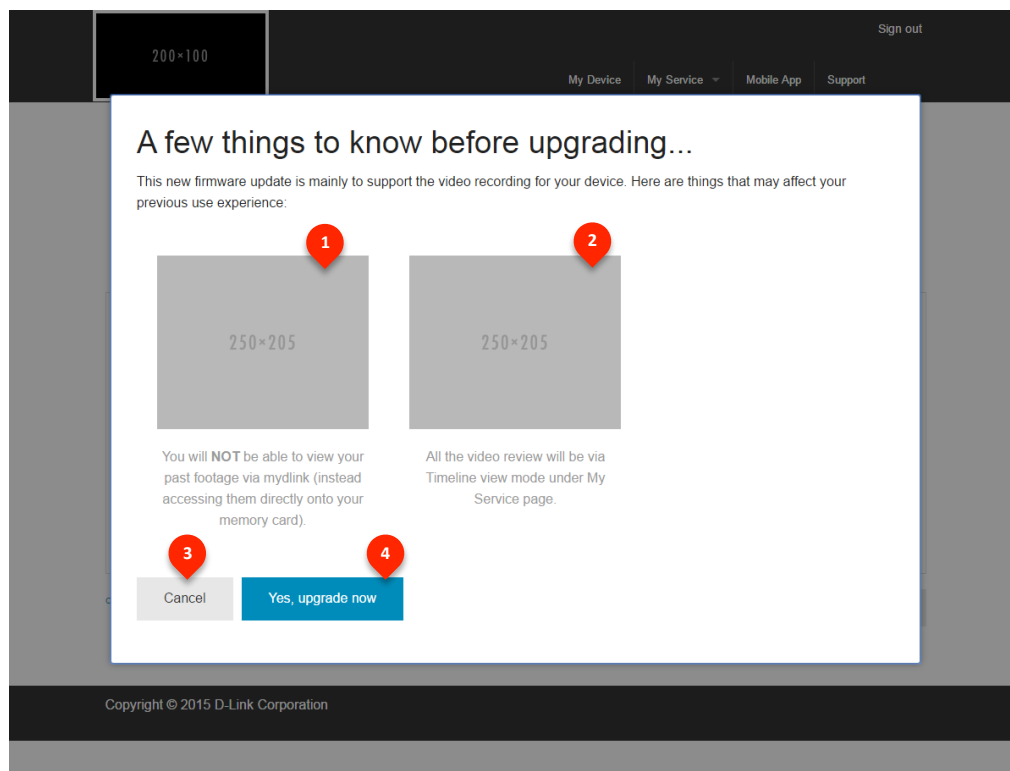 Sign out
200×100
My Device My Service Mobile App Support
A few things to know before upgrading...
This new firmware update is mainly to support the video recording for your device. Here are things that may affect your
previous use experience:
1
2
250×205
250×205
You will NOT be able to view your
past footage via mydlink (instead
accessing them directly onto your
memory card).
All the video review will be via
Timeline view mode under My
Service page.
3
4
Cancel
Yes, upgrade now
Copyright © 2015 D-Link Corporation